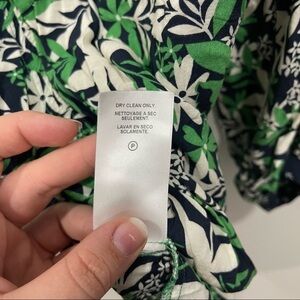 DRY CLEAN ONLY.
NETTOYAGE A SEC
SEULEMENT.
LAVAR EN SECO
SOLAMENTE.
P